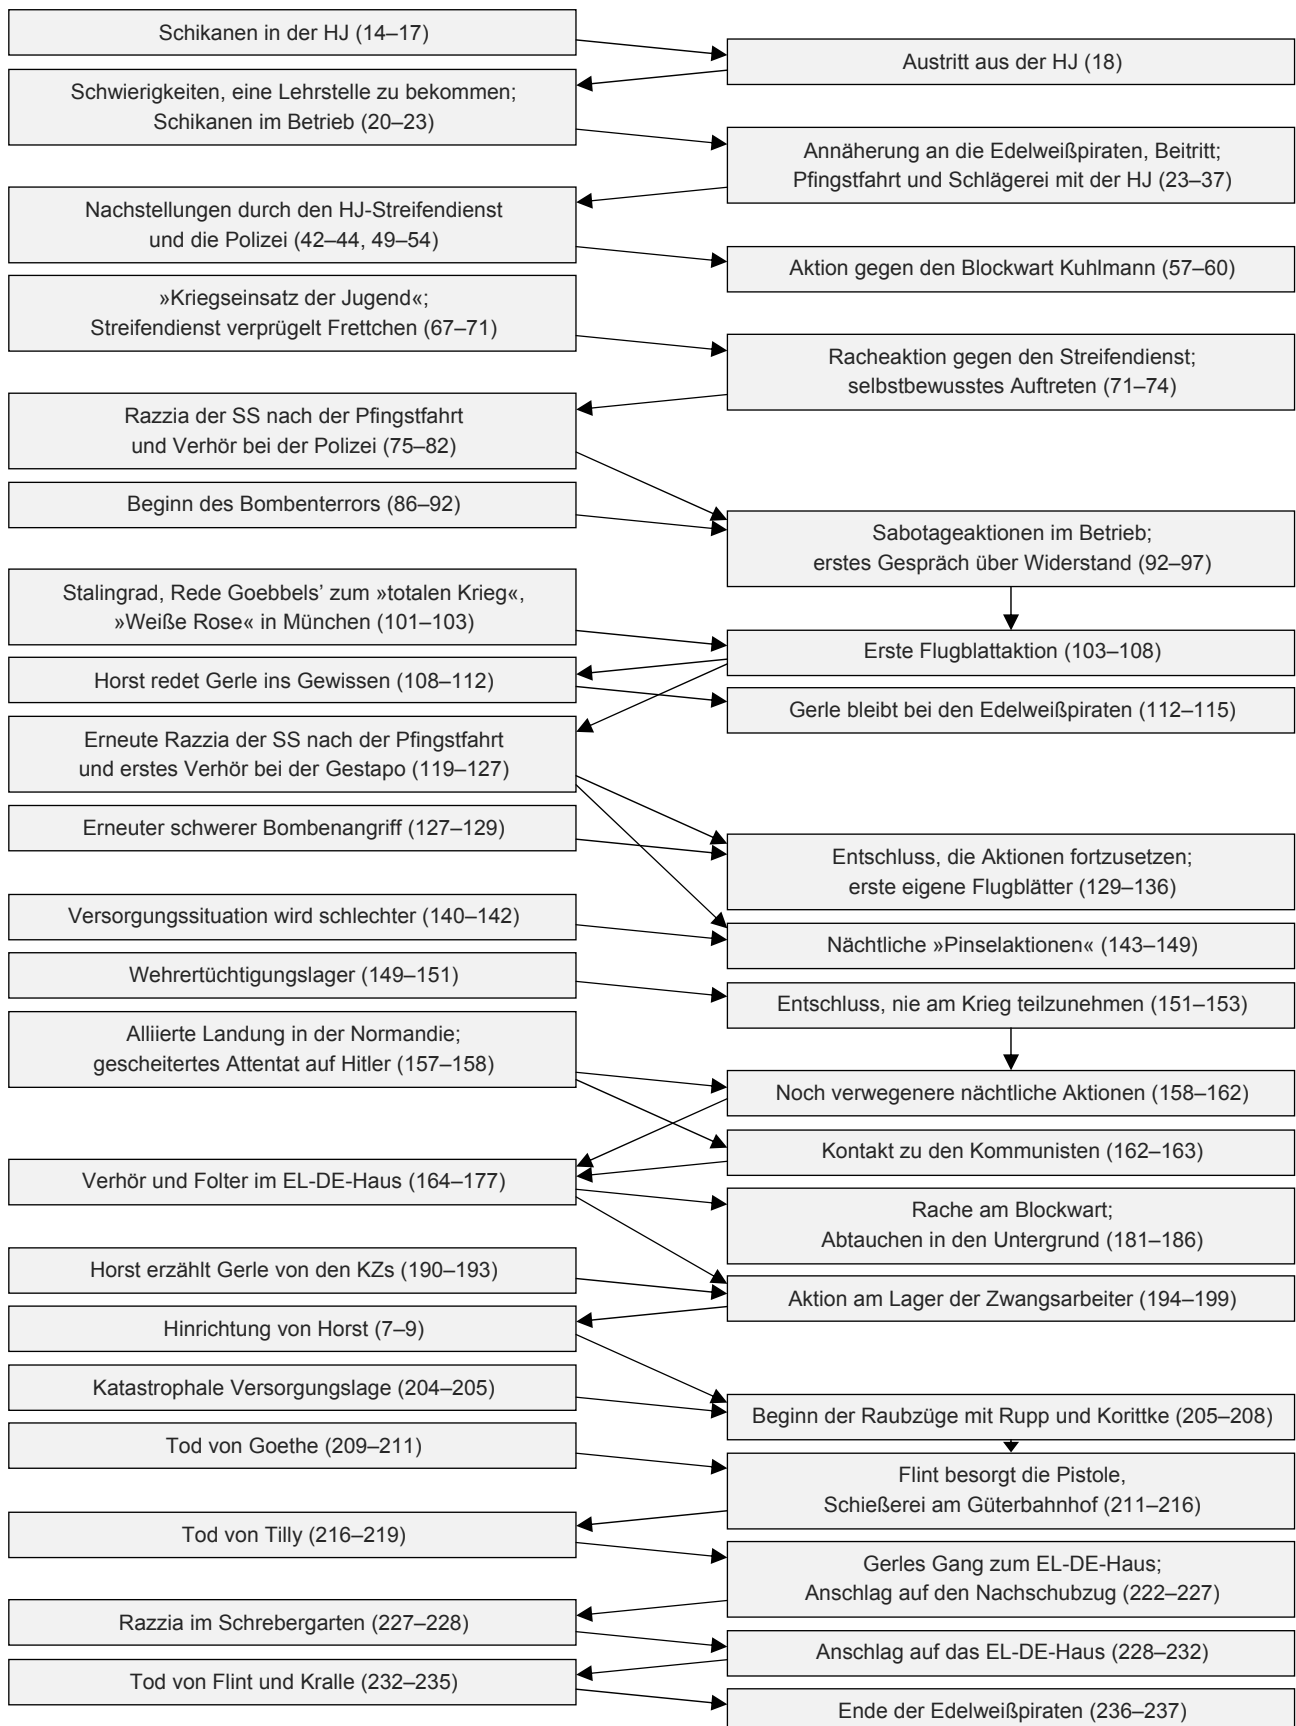 Schikanen in der HJ (14–17)
Austritt aus der HJ (18)
Schwierigkeiten, eine Lehrstelle zu bekommen;
Schikanen im Betrieb (20–23)
Annäherung an die Edelweißpiraten, Beitritt;
Pfingstfahrt und Schlägerei mit der HJ (23–37)
Nachstellungen durch den HJ-Streifendienst
und die Polizei (42–44, 49–54)
Aktion gegen den Blockwart Kuhlmann (57–60)
»Kriegseinsatz der Jugend«;
Streifendienst verprügelt Frettchen (67–71)
Racheaktion gegen den Streifendienst;
selbstbewusstes Auftreten (71–74)
Razzia der SS nach der Pfingstfahrt
und Verhör bei der Polizei (75–82)
Beginn des Bombenterrors (86–92)
Sabotageaktionen im Betrieb;
erstes Gespräch über Widerstand (92–97)
Stalingrad, Rede Goebbels’ zum »totalen Krieg«,
»Weiße Rose« in München (101–103)
Erste Flugblattaktion (103–108)
Horst redet Gerle ins Gewissen (108–112)
Gerle bleibt bei den Edelweißpiraten (112–115)
Erneute Razzia der SS nach der Pfingstfahrt
und erstes Verhör bei der Gestapo (119–127)
Erneuter schwerer Bombenangriff (127–129)
Entschluss, die Aktionen fortzusetzen;
erste eigene Flugblätter (129–136)
Versorgungssituation wird schlechter (140–142)
Nächtliche »Pinselaktionen« (143–149)
Wehrertüchtigungslager (149–151)
Entschluss, nie am Krieg teilzunehmen (151–153)
Alliierte Landung in der Normandie;
gescheitertes Attentat auf Hitler (157–158)
Noch verwegenere nächtliche Aktionen (158–162)
Kontakt zu den Kommunisten (162–163)
Verhör und Folter im EL-DE-Haus (164–177)
Rache am Blockwart;
Abtauchen in den Untergrund (181–186)
Horst erzählt Gerle von den KZs (190–193)
Aktion am Lager der Zwangsarbeiter (194–199)
Hinrichtung von Horst (7–9)
Katastrophale Versorgungslage (204–205)
Beginn der Raubzüge mit Rupp und Korittke (205–208)
Tod von Goethe (209–211)
Flint besorgt die Pistole,
Schießerei am Güterbahnhof (211–216)
Tod von Tilly (216–219)
Gerles Gang zum EL-DE-Haus;
Anschlag auf den Nachschubzug (222–227)
Razzia im Schrebergarten (227–228)
Anschlag auf das EL-DE-Haus (228–232)
Tod von Flint und Kralle (232–235)
Ende der Edelweißpiraten (236–237)